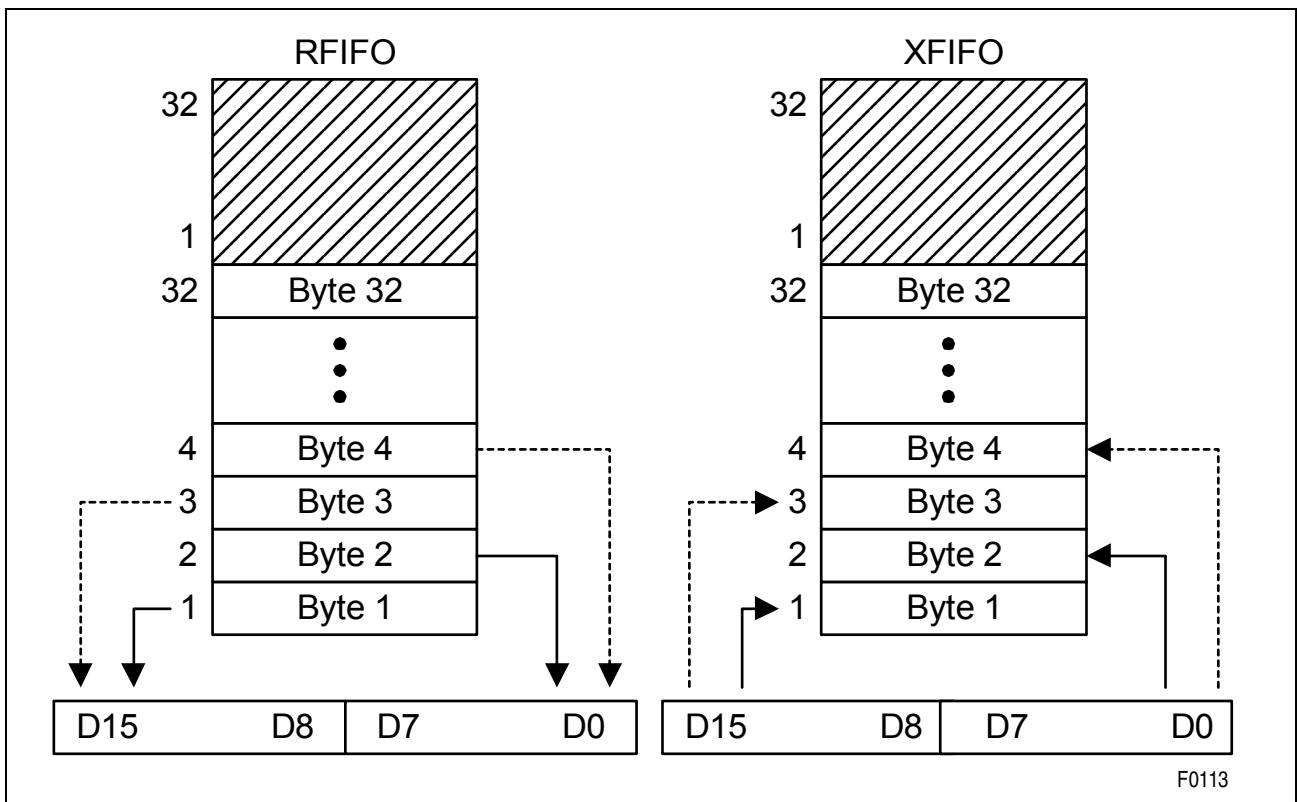 RFIFO XFIFO
32 32
1 1
32 Byte 32 32 Byte 32
4 Byte 4 4 Byte 4
3 Byte 3 3 Byte 3
2 Byte 2 2 Byte 2
1 Byte 1 1 Byte 1
D15 D8 D7 D0 D15 D8 D7 D0
F0113